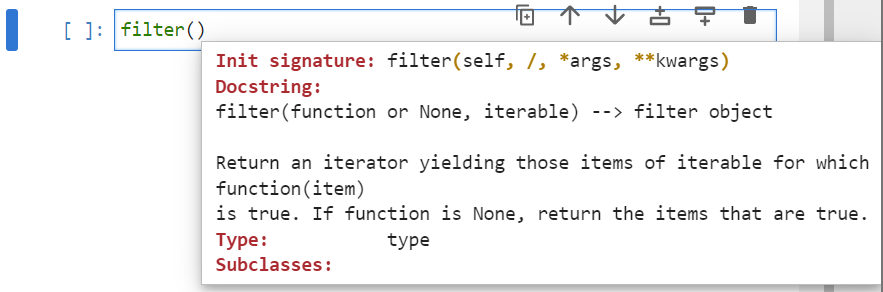 [ ]: filter()
Init signature: filter(self, /, *args, **kwargs)
Docstring:
filter(function or None, iterable) --> filter object
Return an iterator yielding those items of iterable for which
function(item)
is true. If function is None, return the items that are true.
Type: type
Subclasses: